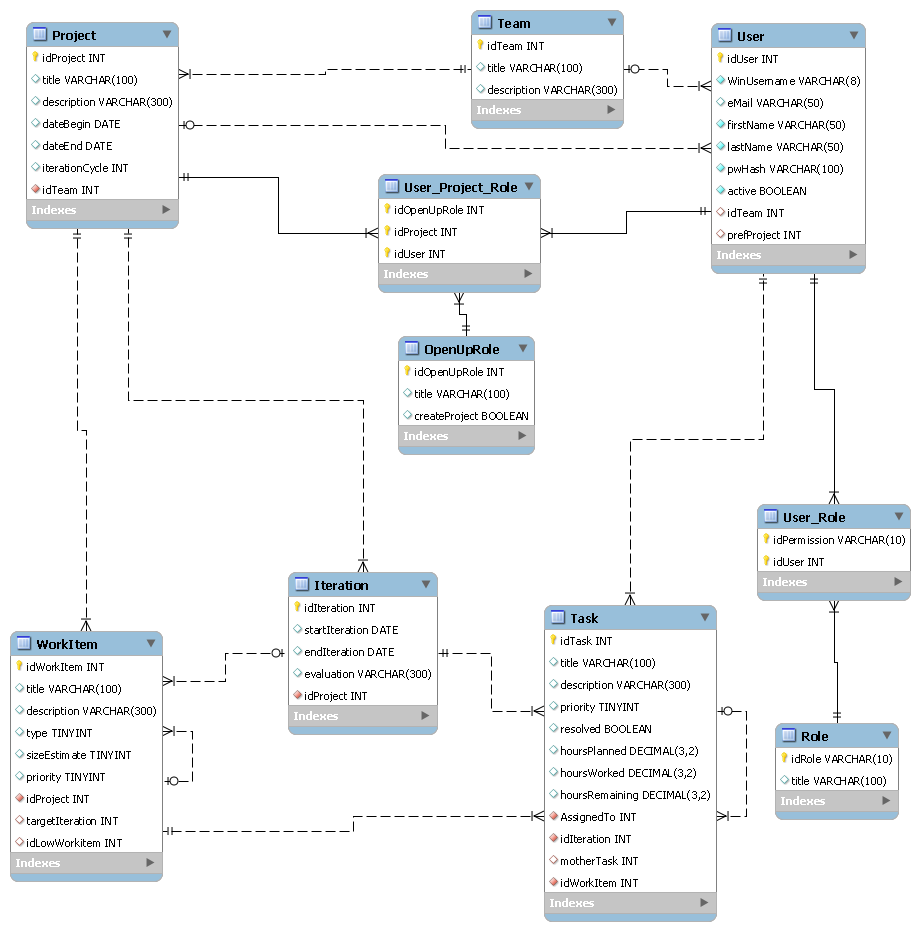 Project
idProject INT
title VARCHAR(100)
description VARCHAR(300)
dateBegin DATE
dateEnd DATE
iterationCycle INT
idTeam INT
Indexes
Team
idTeam INT
title VARCHAR(100)
description VARCHAR(300)
Indexes
User
idUser INT
WinUsername VARCHAR(8)
eMail VARCHAR(50)
firstName VARCHAR(50)
lastName VARCHAR(50)
pwHash VARCHAR(100)
active BOOLEAN
idTeam INT
prefProject INT
Indexes
User_Project_Role
idOpenUpRole INT
idProject INT
idUser INT
Indexes
OpenUpRole
idOpenUpRole INT
title VARCHAR(100)
createProject BOOLEAN
Indexes
User_Role
idPermission VARCHAR(10)
idUser INT
Indexes
Iteration
idIteration INT
startIteration DATE
endIteration DATE
evaluation VARCHAR(300)
idProject INT
Indexes
WorkItem
idWorkItem INT
title VARCHAR(100)
description VARCHAR(300)
type TINYINT
sizeEstimate TINYINT
priority TINYINT
idProject INT
targetIteration INT
idLowWorkitem INT
Indexes
Task
idTask INT
title VARCHAR(100)
description VARCHAR(300)
priority TINYINT
resolved BOOLEAN
hoursPlanned DECIMAL(3,2)
hoursWorked DECIMAL(3,2)
hoursRemaining DECIMAL(3,2)
AssignedTo INT
idIteration INT
motherTask INT
idWorkItem INT
Indexes
Role
idRole VARCHAR(10)
title VARCHAR(100)
Indexes